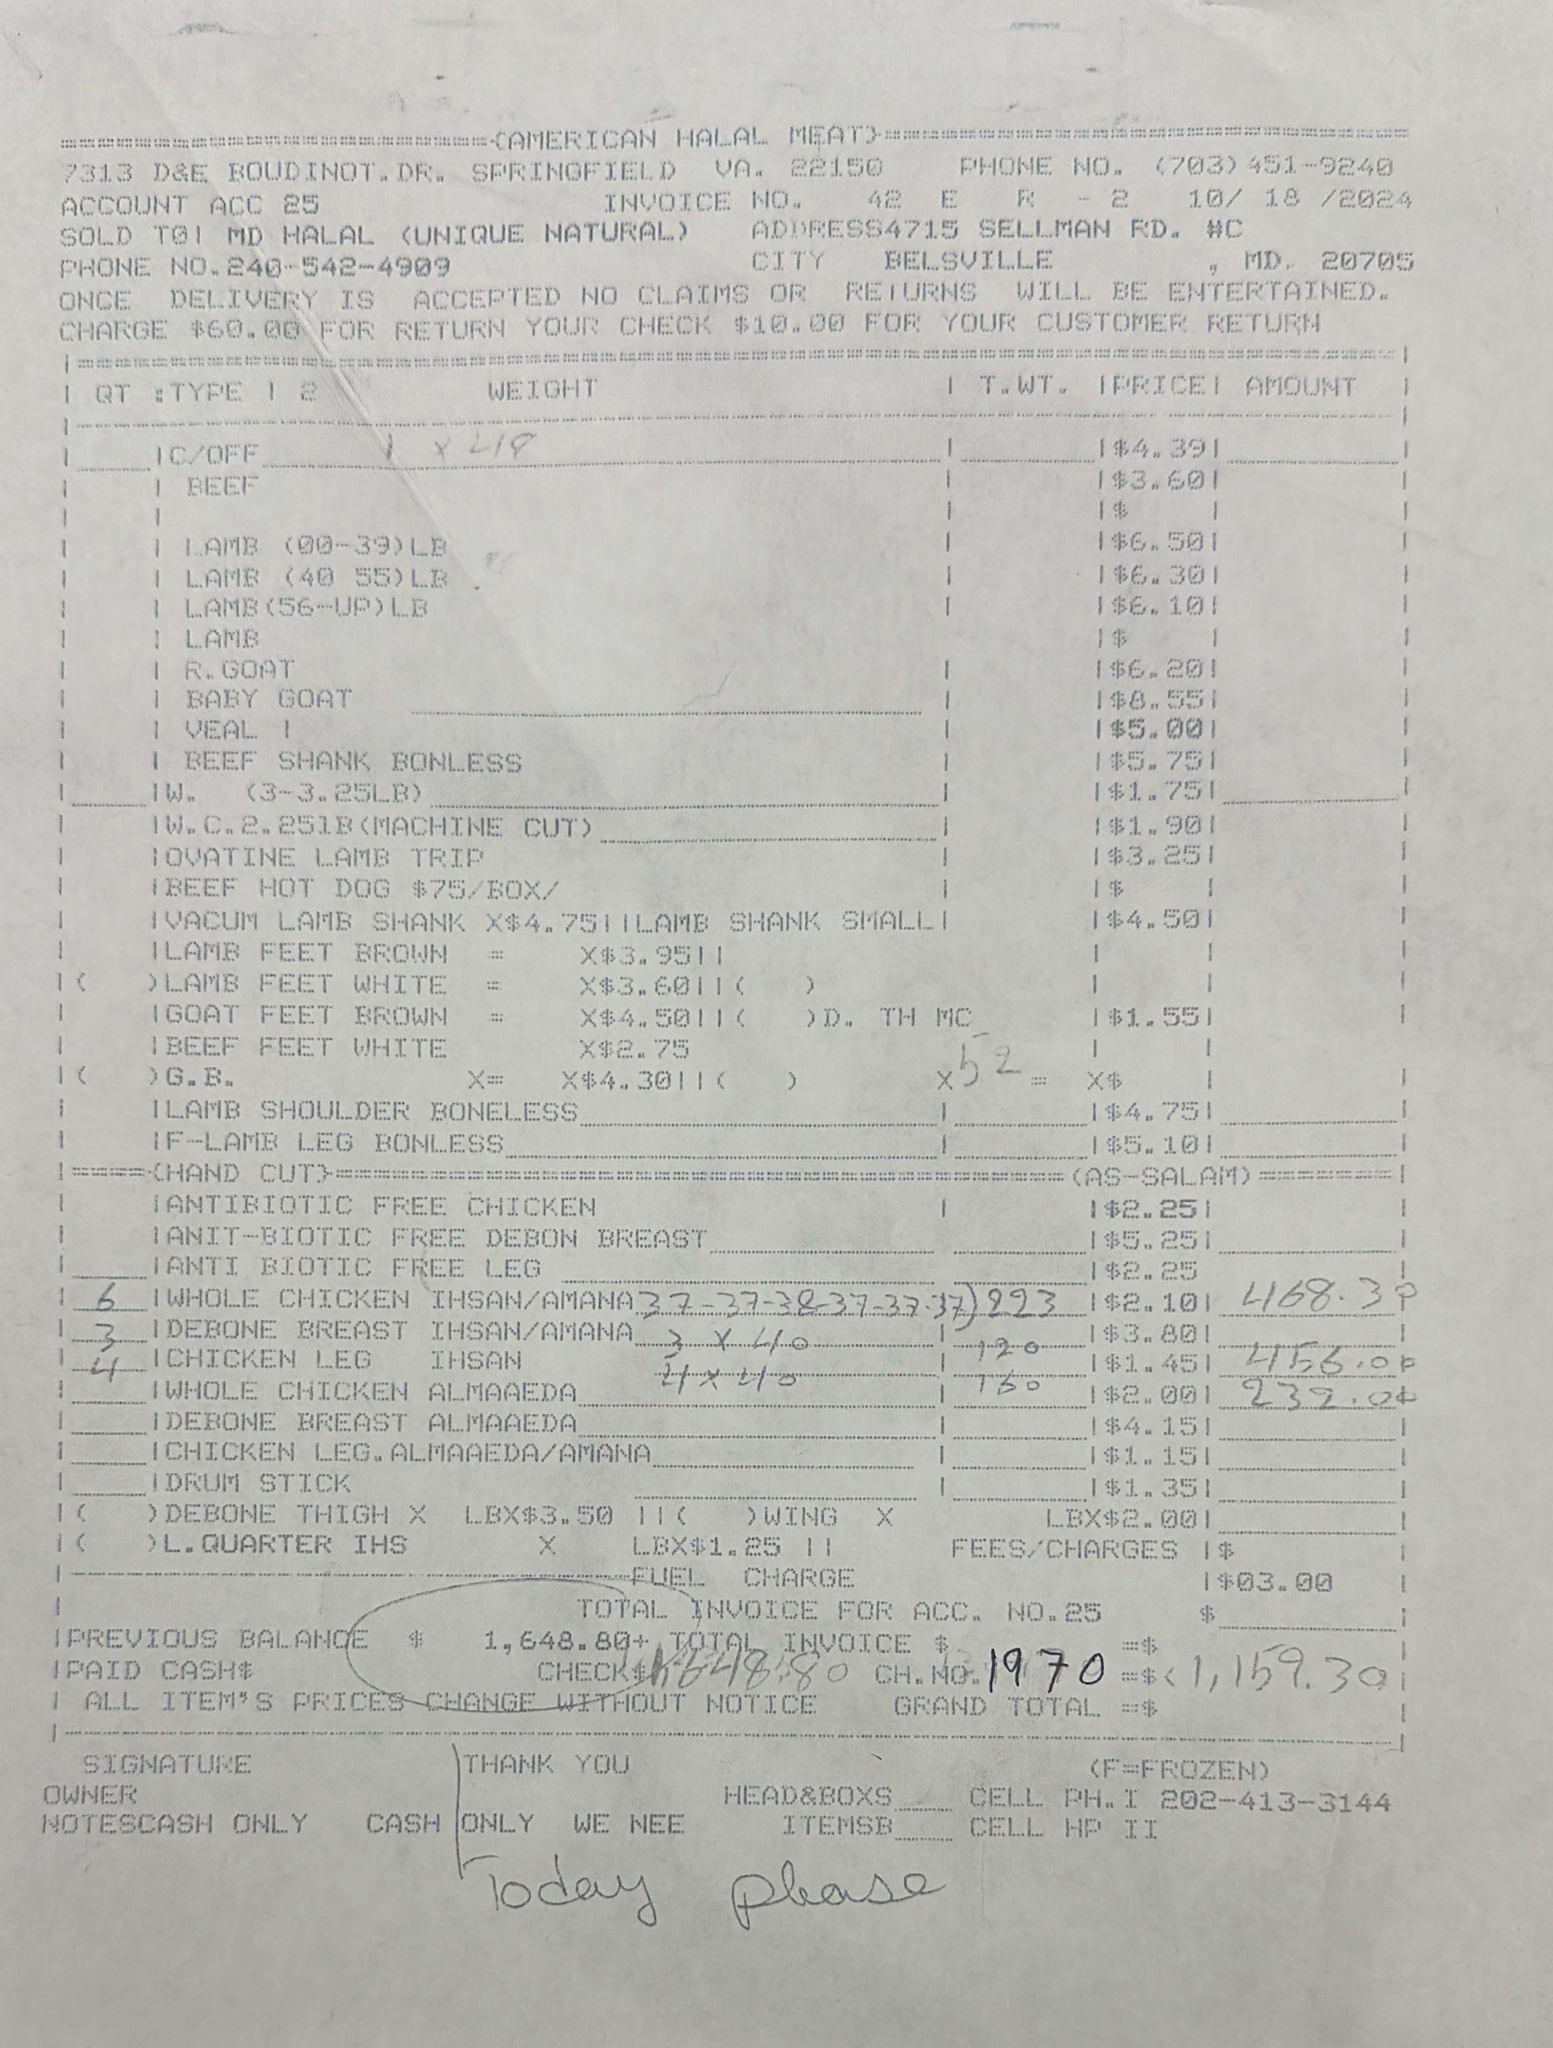 {AMERICAN HALAL MEAT}
7313 D&E BOUDINOT.DR. SPRINGFIELD VA. 22150 PHONE NO. (703)451-9240
ACCOUNT ACC 25 INVOICE NO. 42 E R - 2 10/ 18 /2024
SOLD TO| MD HALAL (UNIQUE NATURAL) ADDRESS4715 SELLMAN RD. #C
PHONE NO.240-542-4909 CITY BELSVILLE , MD. 20705
ONCE DELIVERY IS ACCEPTED NO CLAIMS OR RETURNS WILL BE ENTERTAINED.
CHARGE $60.00 FOR RETURN YOUR CHECK $10.00 FOR YOUR CUSTOMER RETURN
QT :TYPE | 2 WEIGHT | T.WT. |PRICE| AMOUNT
|C/OFF 1 x 418 |$4.39|
| BEEF |$3.60|
|$ |
| LAMB (00-39)LB |$6.50|
| LAMB (40 55)LB |$6.30|
| LAMB(56-UP)LB |$6.10|
| LAMB |$ |
| R.GOAT |$6.20|
| BABY GOAT |$8.55|
| VEAL | |$5.00|
| BEEF SHANK BONLESS |$5.75|
|W. (3-3.25LB) |$1.75|
|W.C.2.25lB(MACHINE CUT) |$1.90|
|OVATINE LAMB TRIP |$3.25|
|BEEF HOT DOG $75/BOX/ |$ |
|VACUM LAMB SHANK X$4.75||LAMB SHANK SMALL| |$4.50|
|LAMB FEET BROWN = X$3.95||
|( )LAMB FEET WHITE = X$3.60||( )
|GOAT FEET BROWN = X$4.50||( )D. TH MC |$1.55|
|BEEF FEET WHITE X$2.75
|( )G.B. X= X$4.30||( ) X 52 = X$ |
|LAMB SHOULDER BONELESS |$4.75|
|F-LAMB LEG BONLESS |$5.10|
{HAND CUT} (AS-SALAM)
|ANTIBIOTIC FREE CHICKEN |$2.25|
|ANIT-BIOTIC FREE DEBON BREAST |$5.25|
|ANTI BIOTIC FREE LEG |$2.25
6 |WHOLE CHICKEN IHSAN/AMANA 37-37-38-37-37-37) 223 |$2.10| 468.30
3 |DEBONE BREAST IHSAN/AMANA 3 x 40 120 |$3.80|
4 |CHICKEN LEG IHSAN 4 x 40 160 |$1.45| 456.00
|WHOLE CHICKEN ALMAAEDA |$2.00| 232.00
|DEBONE BREAST ALMAAEDA |$4.15|
|CHICKEN LEG.ALMAAEDA/AMANA |$1.15|
|DRUM STICK |$1.35|
|( )DEBONE THIGH X LBX$3.50 ||( )WING X LBX$2.00|
|( )L.QUARTER IHS X LBX$1.25 || FEES/CHARGES |$
FUEL CHARGE |$03.00
TOTAL INVOICE FOR ACC. NO.25 $
|PREVIOUS BALANCE $ 1,648.80+ TOTAL INVOICE $ =$
|PAID CASH$ CHECK$ 1648.80 CH.NO. 1970 =$< 1,159.30
| ALL ITEM'S PRICES CHANGE WITHOUT NOTICE GRAND TOTAL =$
SIGNATURE THANK YOU (F=FROZEN)
OWNER HEAD&BOXS CELL PH.I 202-413-3144
NOTESCASH ONLY CASH ONLY WE NEE ITEMSB CELL HP II
Today please